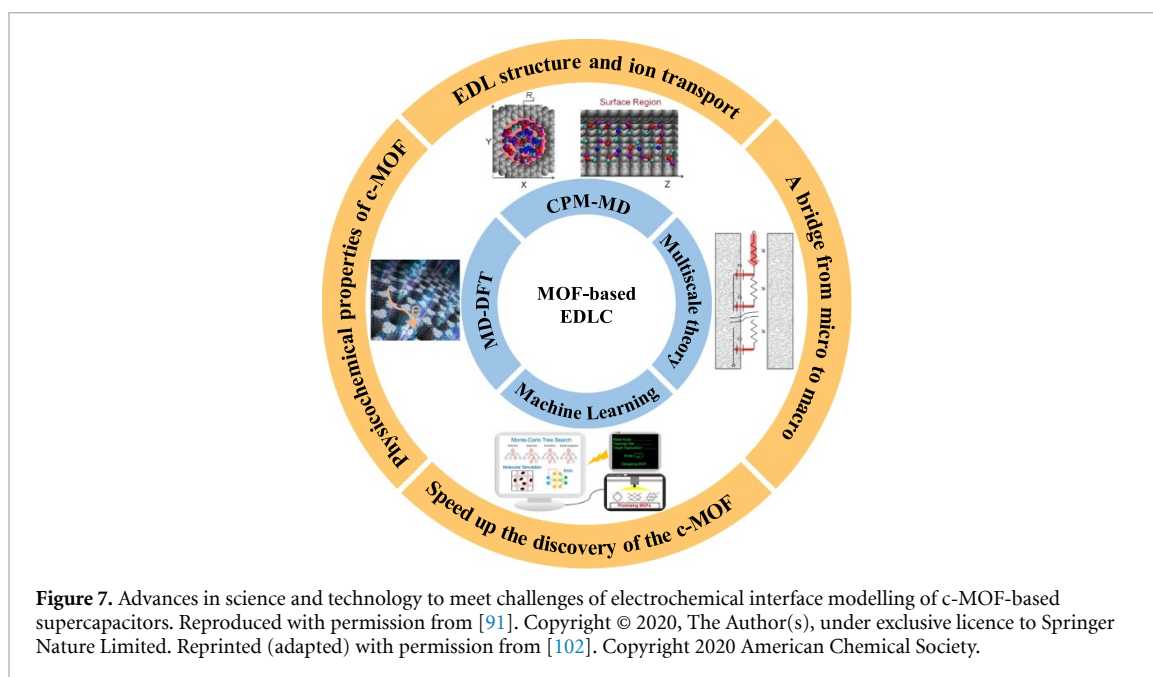 EDL structure and ion transport
R
Surface Region
Y
X
Z
Physicochemical properties of c-MOF
A bridge from micro to macro
CPM-MD
MD-DFT
Multiscale theory
MOF-based
EDLC
Machine Learning
Monte-Carlo Tree Search
Molecular Simulation
RNN
Promising MOFs
Speed up the discovery of the c-MOF
Figure 7. Advances in science and technology to meet challenges of electrochemical interface modelling of c-MOF-based
supercapacitors. Reproduced with permission from [91]. Copyright © 2020, The Author(s), under exclusive licence to Springer
Nature Limited. Reprinted (adapted) with permission from [102]. Copyright 2020 American Chemical Society.